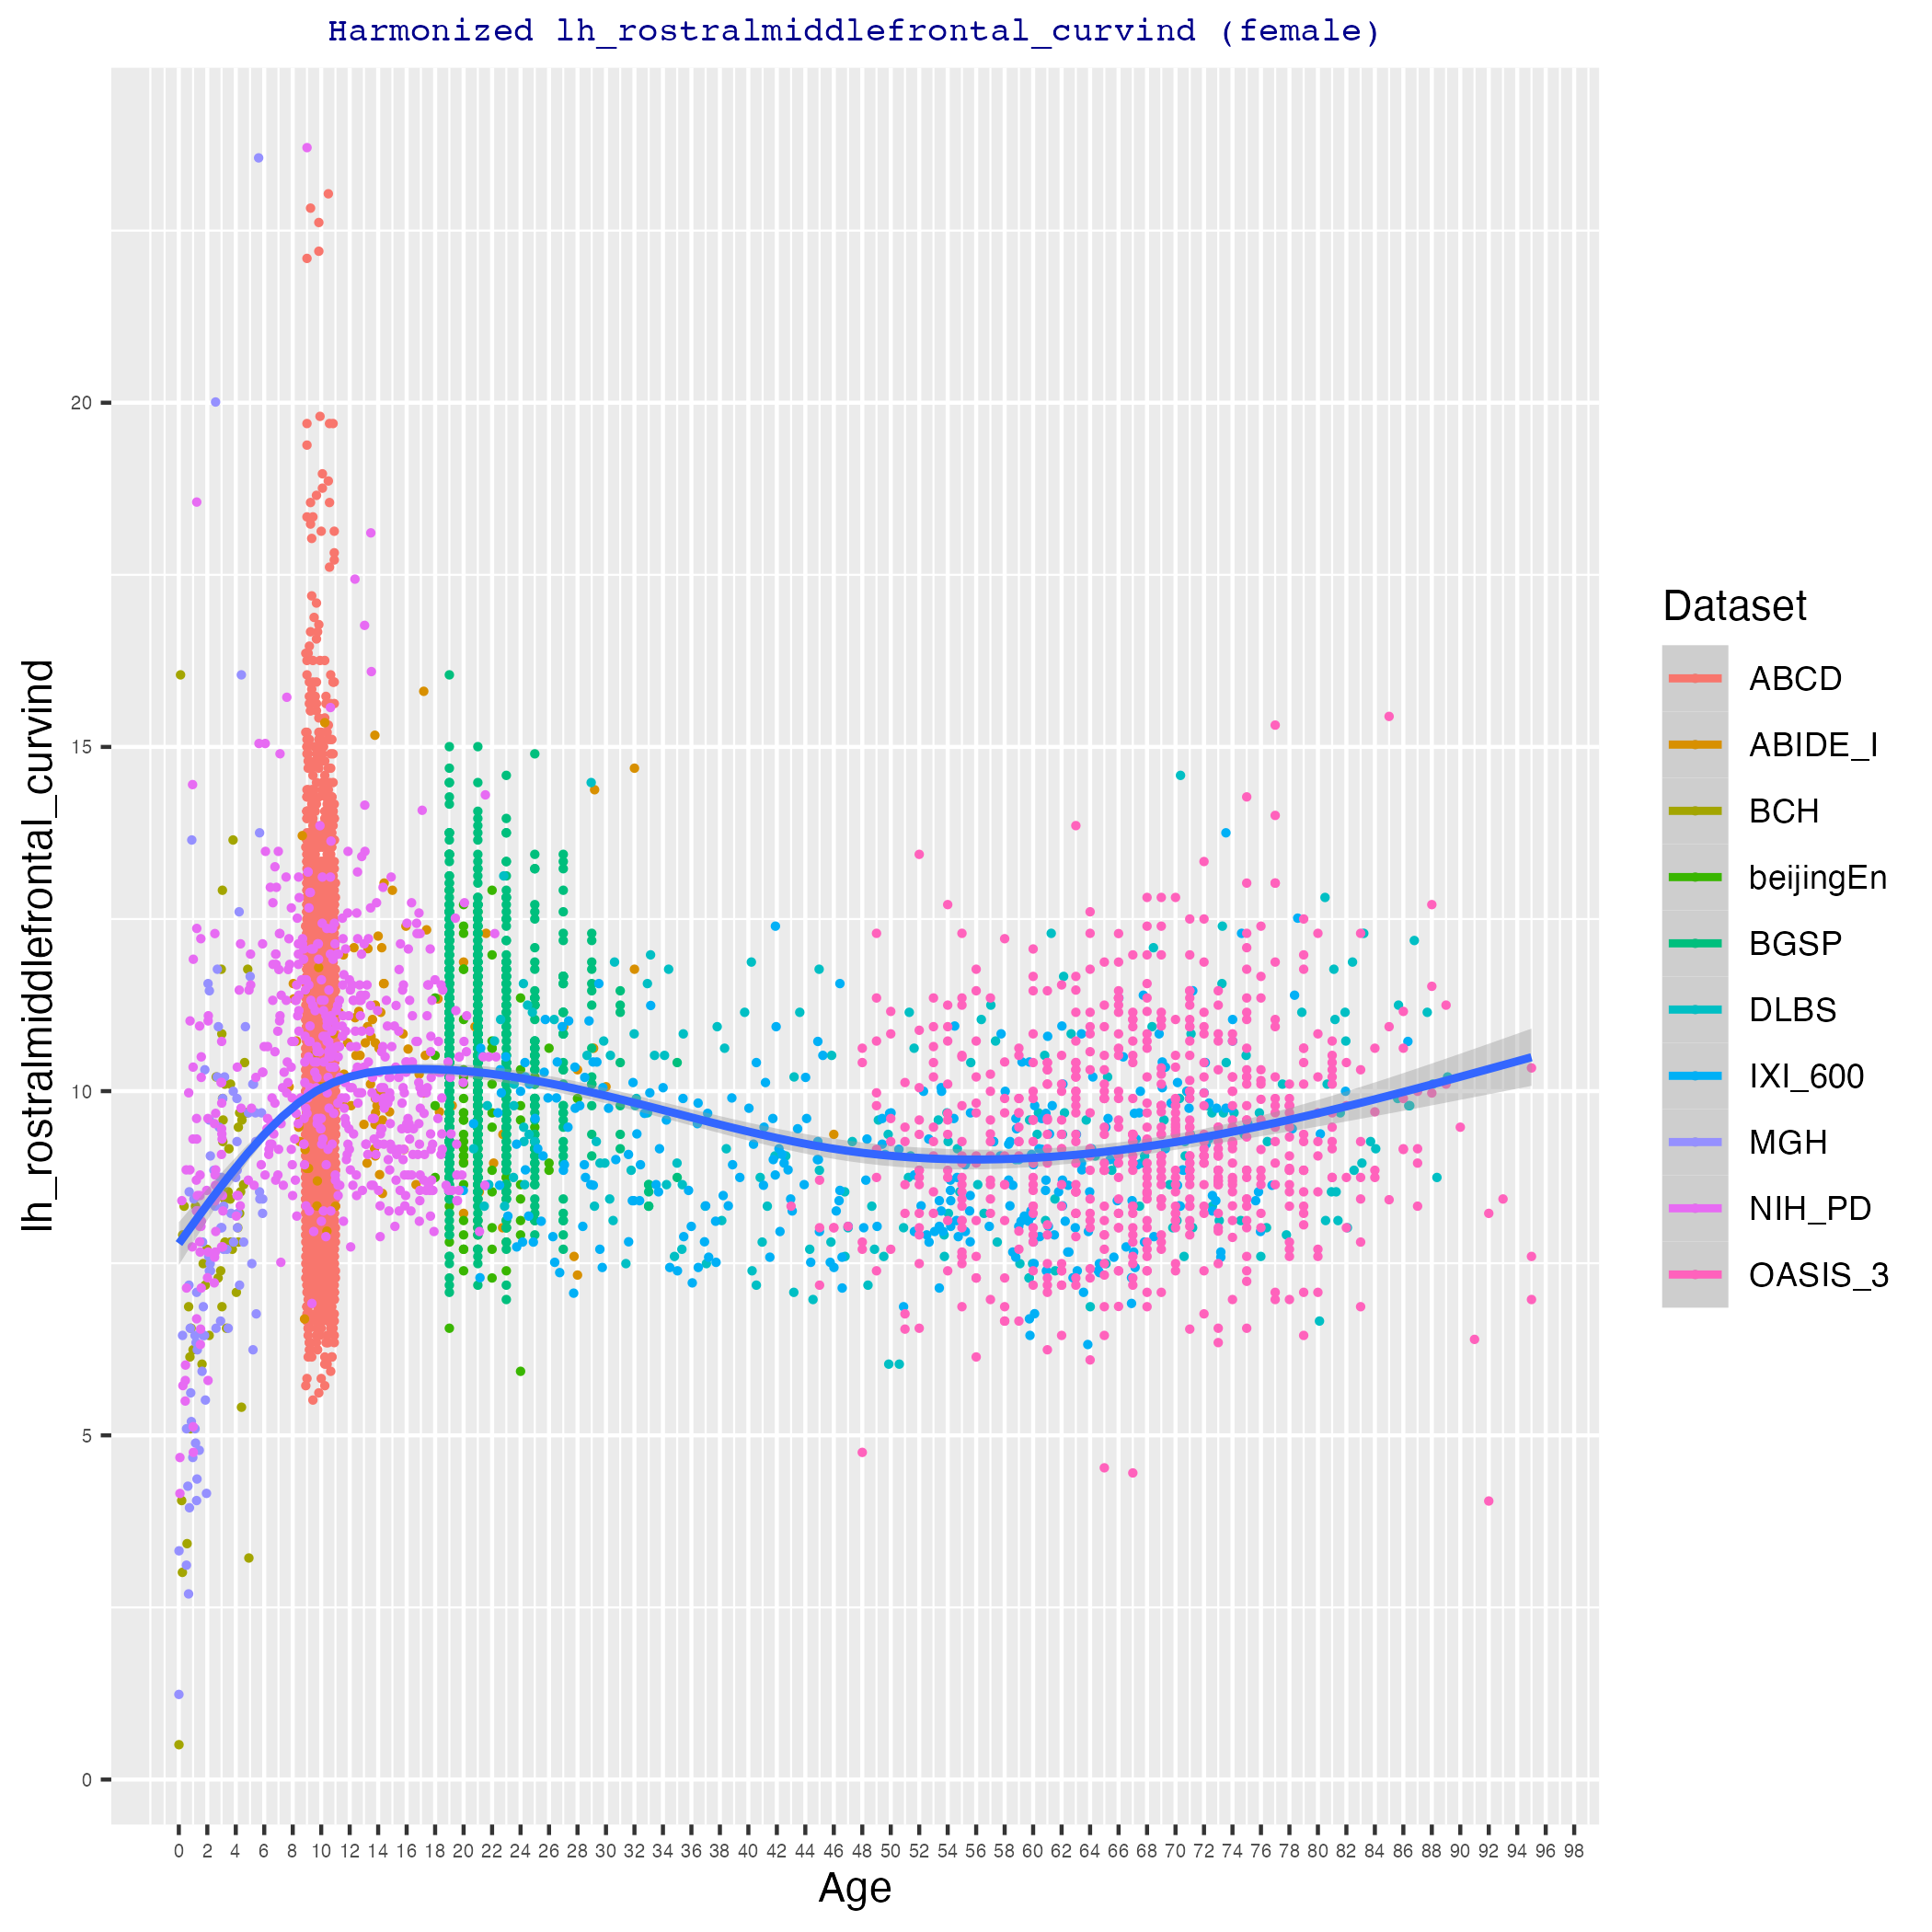 Harmonized lh_rostralmiddlefrontal_curvind (female)
lh_rostralmiddlefrontal_curvind
20
15
10
5
0
0 2 4 6 8 10 12 14 16 18 20 22 24 26 28 30 32 34 36 38 40 42 44 46 48 50 52 54 56 58 60 62 64 66 68 70 72 74 76 78 80 82 84 86 88 90 92 94 96 98
Age
Dataset
ABCD
ABIDE_I
BCH
beijingEn
BGSP
DLBS
IXI_600
MGH
NIH_PD
OASIS_3